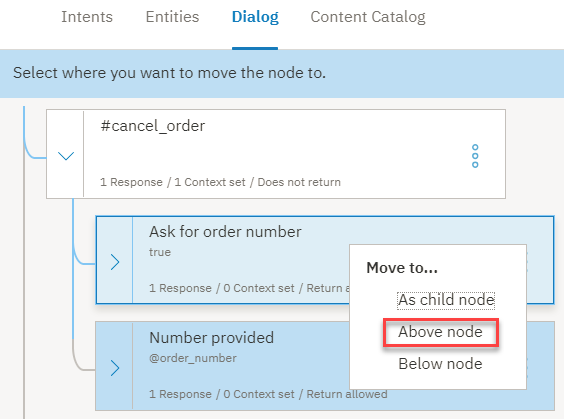 Intents Entities Dialog Content Catalog
Select where you want to move the node to.
#cancel_order
1 Response / 1 Context set / Does not return
Ask for order number
true
1 Response / 0 Context set / Return a
Move to...
As child node
Above node
Below node
Number provided
@order_number
1 Response / 0 Context set / Return allowed